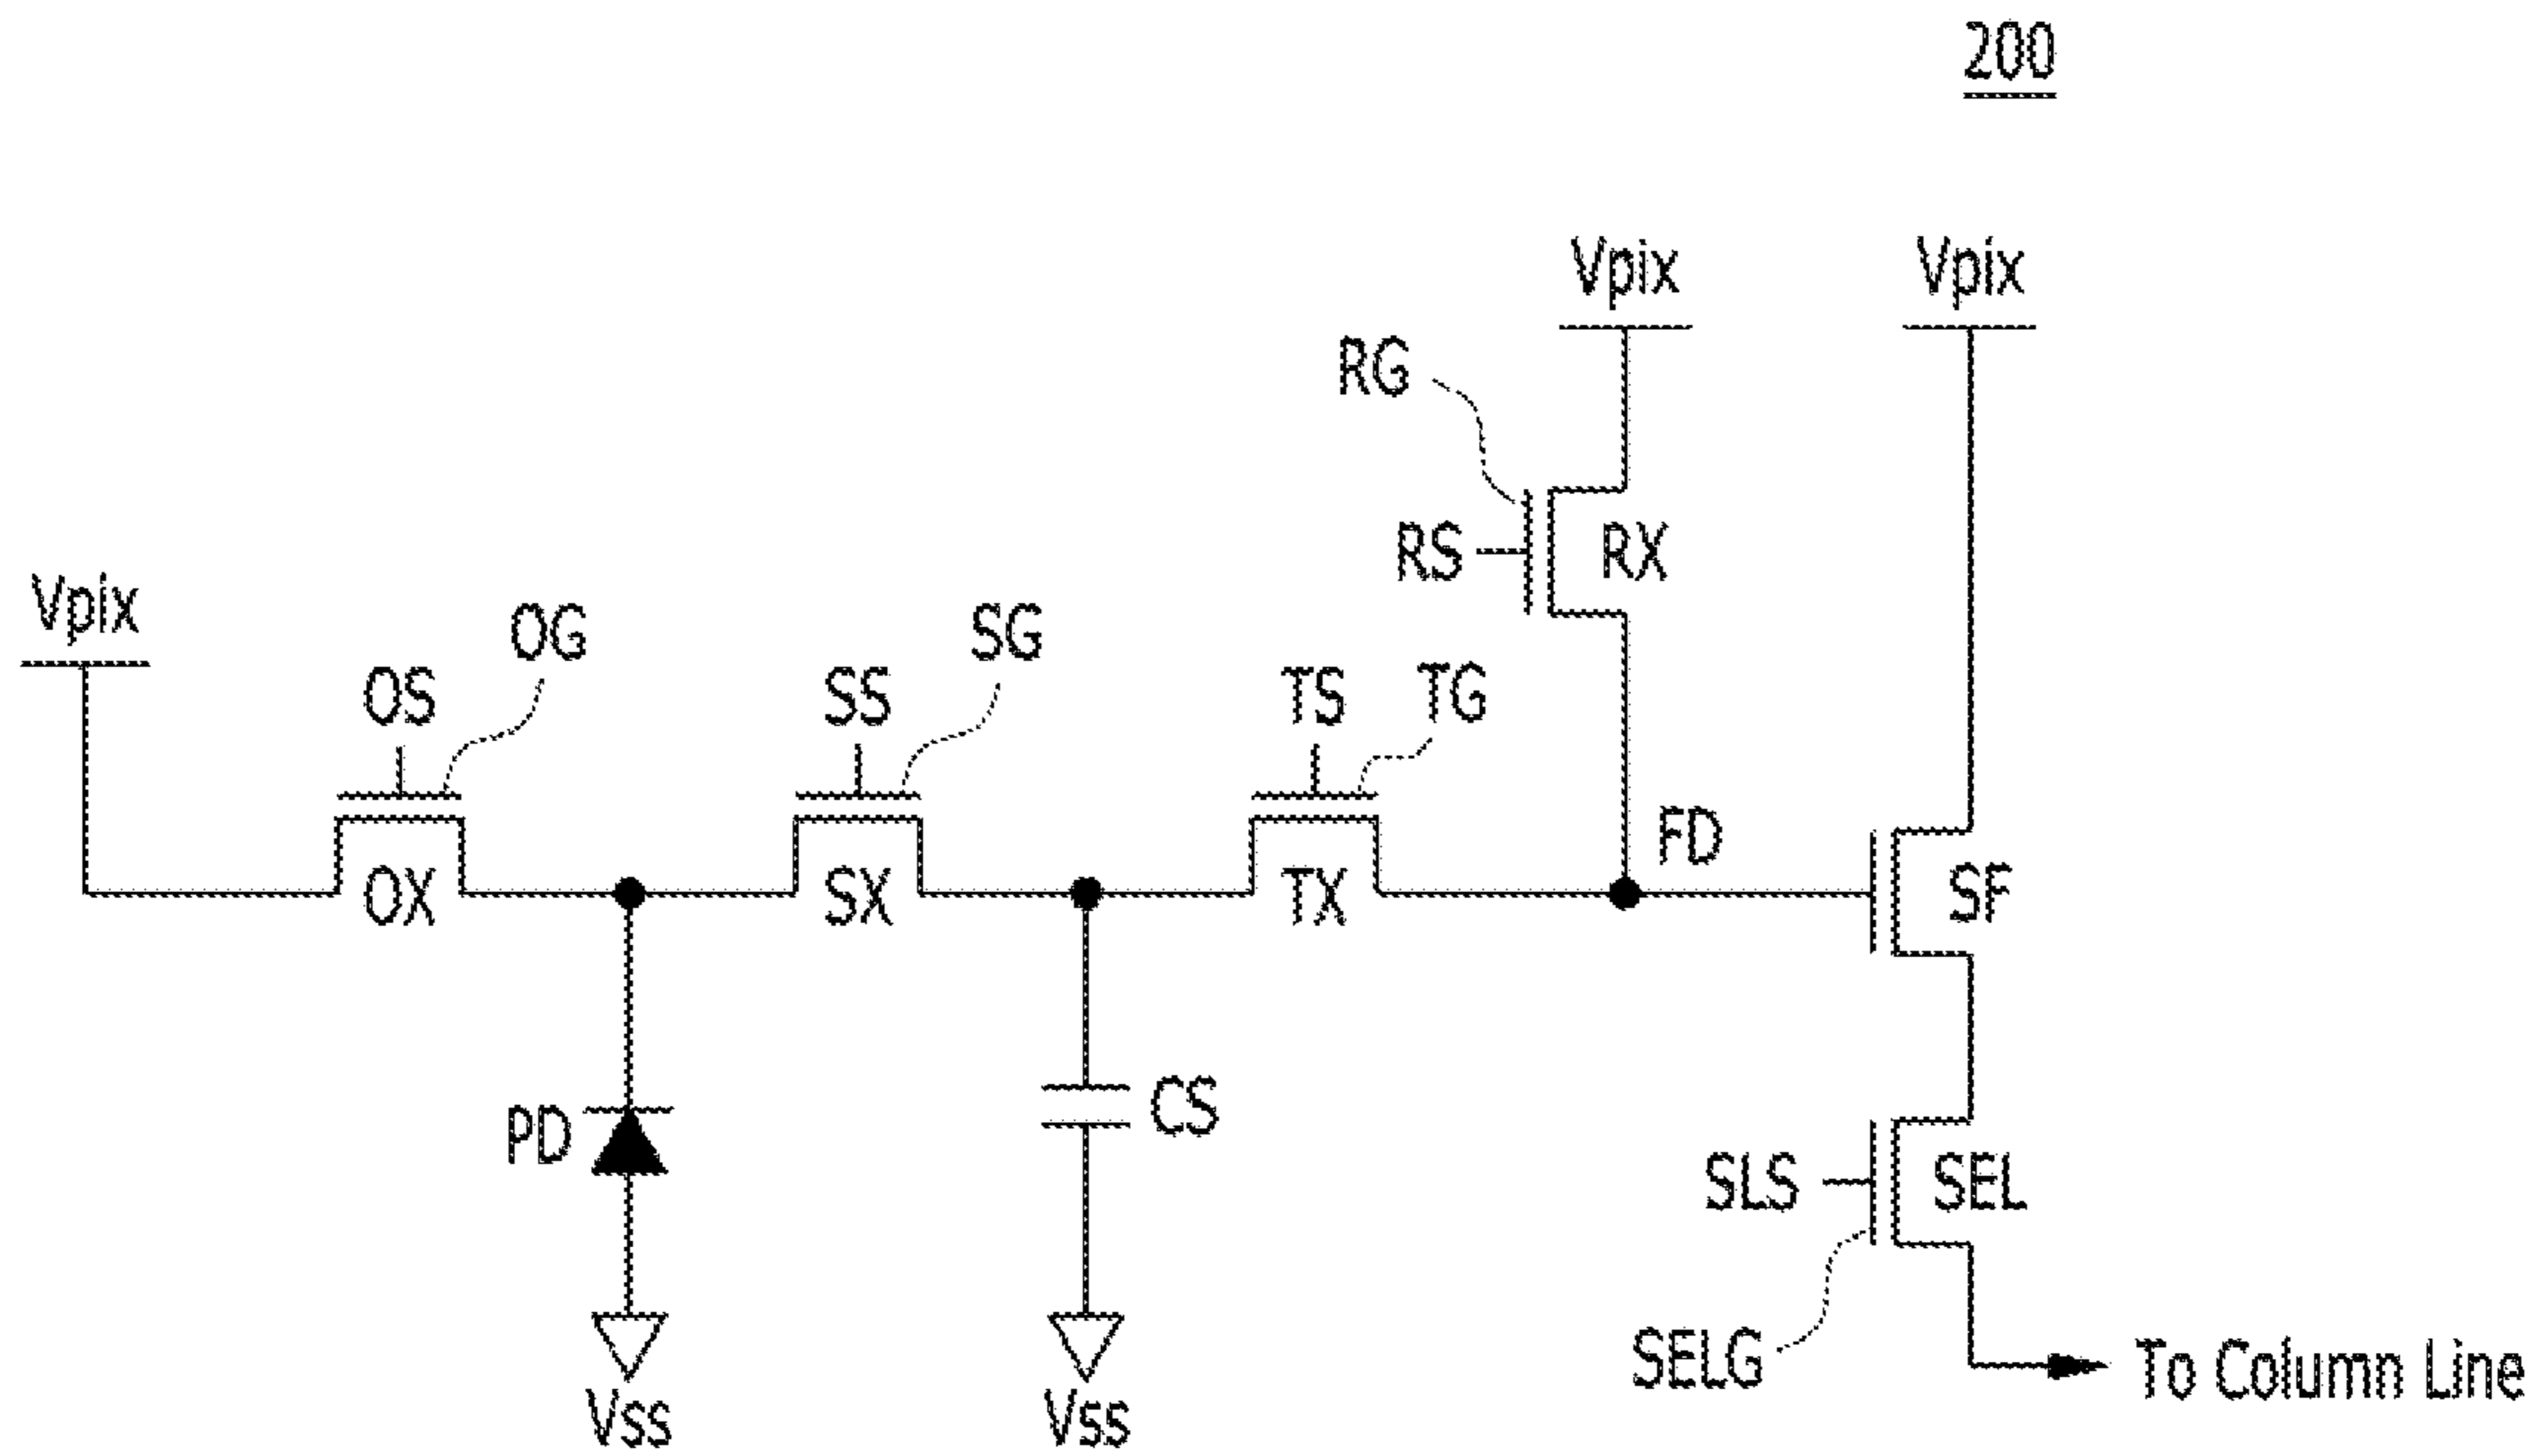 200
Vpix
Vpix
RG
RS
RX
Vpix
OG
SG
OS
SS
TS
TG
FD
OX
SX
TX
SF
PD
CS
SLS
SEL
SELG
To Column Line
Vss
Vss